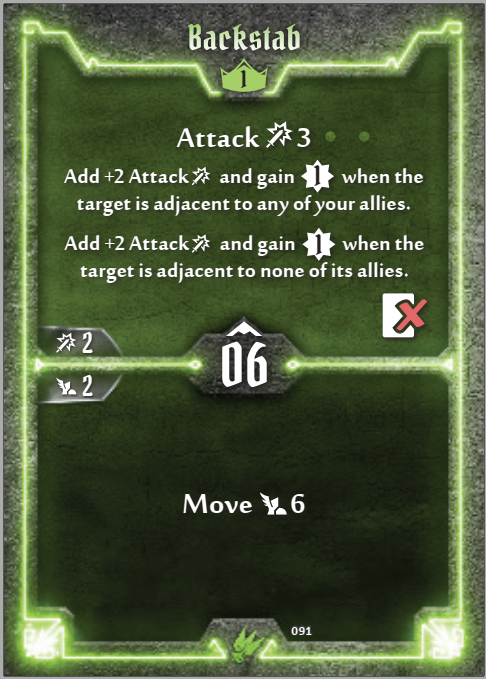 Backstab
1
Attack 3
Add +2 Attack and gain 1 when the
target is adjacent to any of your allies.
Add +2 Attack and gain 1 when the
target is adjacent to none of its allies.
2
06
2
Move 6
091